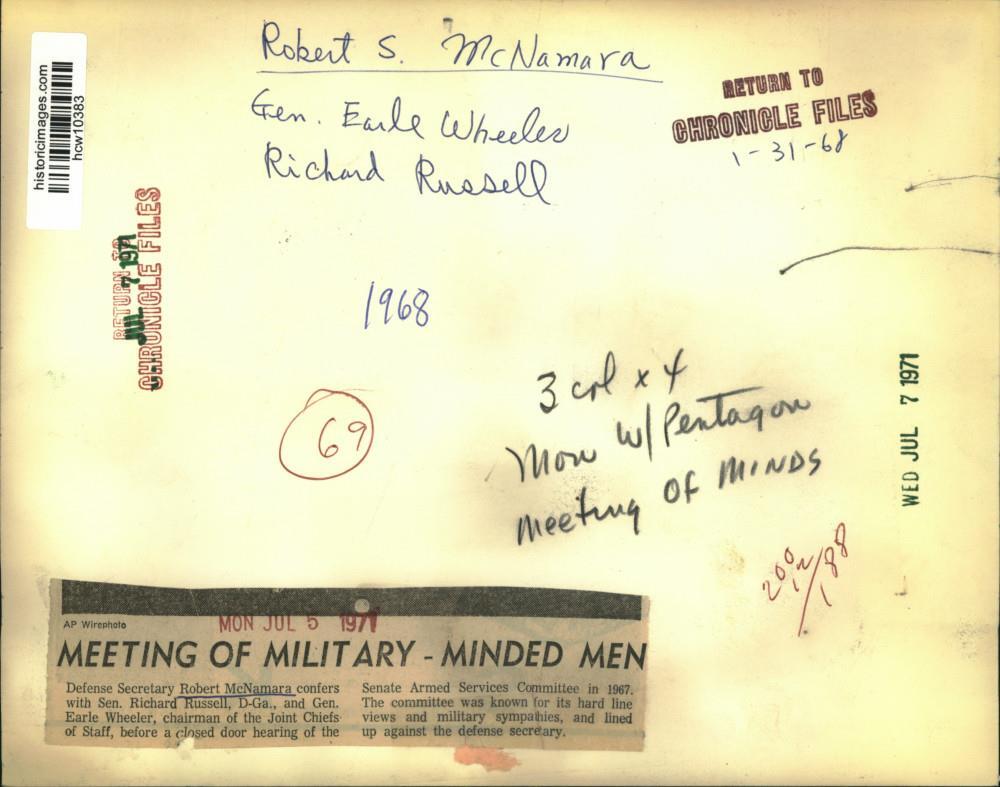 Robert S. McNamara
Gen. Earle Wheeler
Richard Russell
RETURN TO
CHRONICLE FILES
1-31-68
historicimages.com
hcw10383
RETURN TO
CHRONICLE FILES
JUL 7 1971
1968
69
3 col x 4
Mon w/ Pentagon
Meeting of MINDS
WED JUL 7 1971
AP Wirephoto
MON JUL 5 1971
MEETING OF MILITARY - MINDED MEN
Defense Secretary Robert McNamara confers
with Sen. Richard Russell, D-Ga., and Gen.
Earle Wheeler, chairman of the Joint Chiefs
of Staff, before a closed door hearing of the
Senate Armed Services Committee in 1967.
The committee was known for its hard line
views and military sympathies, and lined
up against the defense secretary.